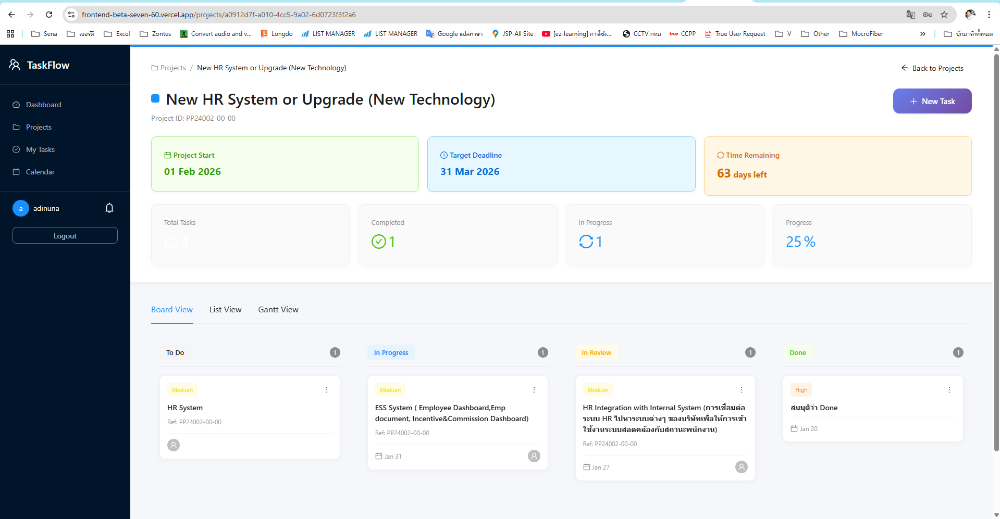 frontend-beta-seven-60.vercel.app/projects/a0912d7f-a010-4cc5-9a02-6d0723f3f2a6
Sena
เบอร์ดี
Excel
Zontes
Convert audio and v...
Longdo
LIST MANAGER
LIST MANAGER
Google แปลภาษา
JSP-All Site
[ez-learning] การใช้ง...
CCTV กทม
true CCPP
True User Request
V
Other
MocroFiber
บุ๊กมาร์กทั้งหมด
TaskFlow
Dashboard
Projects
My Tasks
Calendar
a adinuna
Logout
Projects / New HR System or Upgrade (New Technology)
Back to Projects
New HR System or Upgrade (New Technology)
New Task
Project ID: PP24002-00-00
Project Start
01 Feb 2026
Target Deadline
31 Mar 2026
Time Remaining
63 days left
Total Tasks
4
Completed
1
In Progress
1
Progress
25 %
Board View
List View
Gantt View
To Do
1
Medium
HR System
Ref: PP24002-00-00
In Progress
1
Medium
ESS System ( Employee Dashboard,Emp
document, Incentive&Commission Dashboard)
Ref: PP24002-00-00
Jan 31
In Review
1
Medium
HR Integration with Internal System (การเชื่อมต่อ
ระบบ HR ไปหาระบบต่างๆ ของบริษัทเพื่อให้การเข้า
ใช้งานระบบสอดคล้องกับสถานะพนักงาน)
Ref: PP24002-00-00
Jan 27
Done
1
High
สมมุติว่า Done
Jan 20